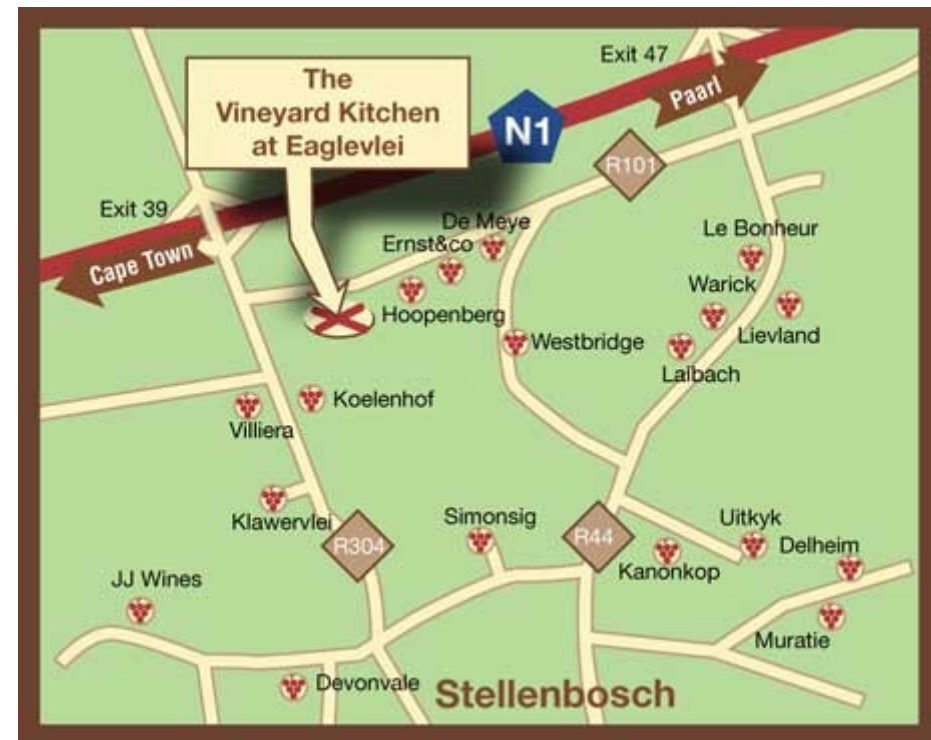 Exit 47
The
Vineyard Kitchen
at Eaglevlei
Paarl
N1
R101
Exit 39
De Meye
Le Bonheur
Ernst&co
Cape Town
Warick
Hoopenberg
Lievland
Westbridge
Laibach
Koelenhof
Villiera
Simonsig
Uitkyk
Klawervlei
R304
R44
Delheim
Kanonkop
JJ Wines
Muratie
Devonvale
Stellenbosch